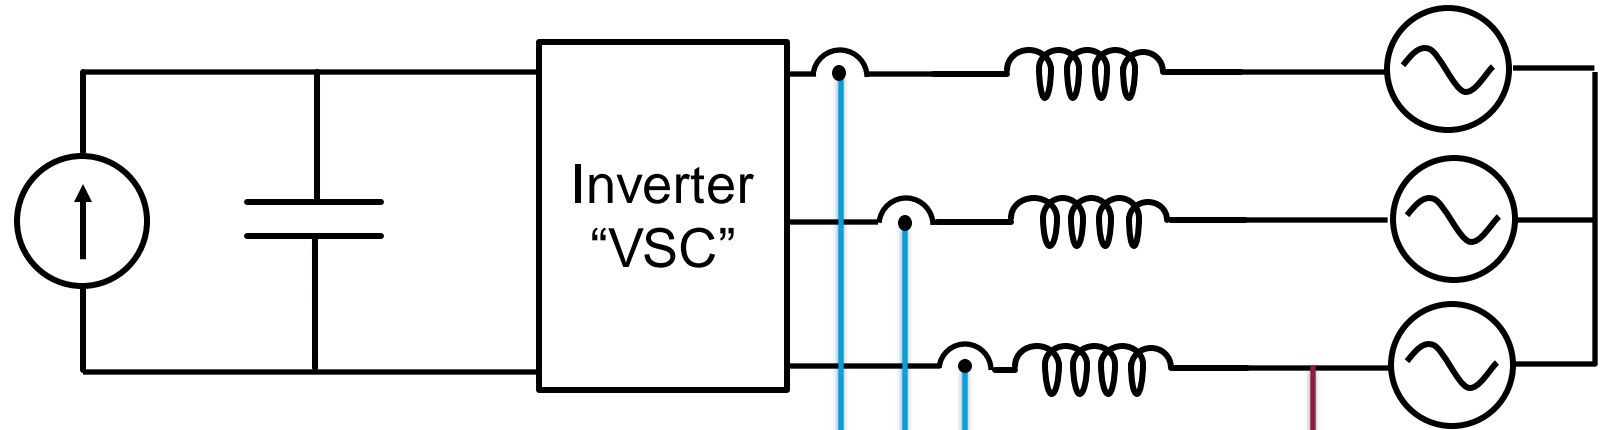 Inverter
“VSC”